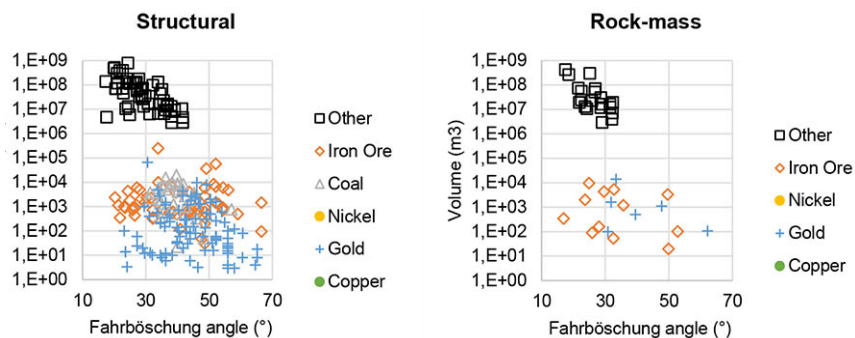 Structural
1,E+09
1,E+08
1,E+07
1,E+06
1,E+05
1,E+04
1,E+03
1,E+02
1,E+01
1,E+00
10 30 50 70
Fahrböschung angle (°)
Other
Iron Ore
Coal
Nickel
Gold
Copper
Rock-mass
Volume (m3)
1,E+09
1,E+08
1,E+07
1,E+06
1,E+05
1,E+04
1,E+03
1,E+02
1,E+01
1,E+00
10 30 50 70
Fahrböschung angle (°)
Other
Iron Ore
Nickel
Gold
Copper